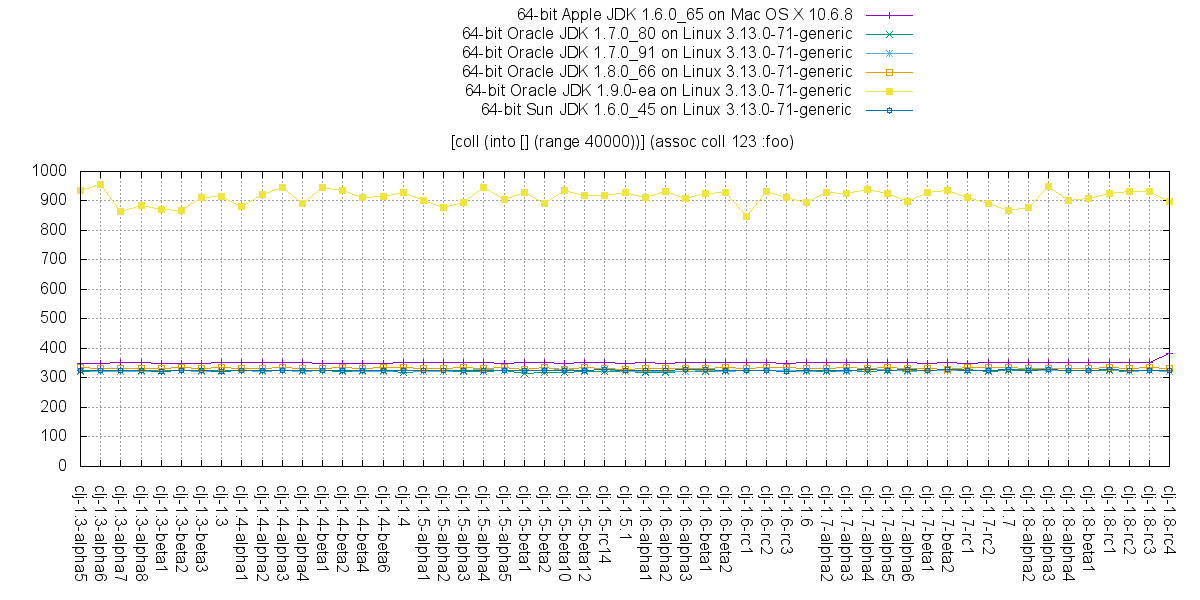 64-bit Apple JDK 1.6.0_65 on Mac OS X 10.6.8
64-bit Oracle JDK 1.7.0_80 on Linux 3.13.0-71-generic
64-bit Oracle JDK 1.7.0_91 on Linux 3.13.0-71-generic
64-bit Oracle JDK 1.8.0_66 on Linux 3.13.0-71-generic
64-bit Oracle JDK 1.9.0-ea on Linux 3.13.0-71-generic
64-bit Sun JDK 1.6.0_45 on Linux 3.13.0-71-generic
[coll (into [] (range 40000))] (assoc coll 123 :foo)
1000
900
800
700
600
500
400
300
200
100
0
clj-1.3-alpha5
clj-1.3-alpha6
clj-1.3-alpha7
clj-1.3-alpha8
clj-1.3-beta1
clj-1.3-beta2
clj-1.3-beta3
clj-1.3
clj-1.4-alpha1
clj-1.4-alpha2
clj-1.4-alpha3
clj-1.4-alpha4
clj-1.4-beta1
clj-1.4-beta2
clj-1.4-beta4
clj-1.4-beta6
clj-1.4
clj-1.5-alpha1
clj-1.5-alpha2
clj-1.5-alpha3
clj-1.5-alpha4
clj-1.5-alpha5
clj-1.5-beta1
clj-1.5-beta2
clj-1.5-beta10
clj-1.5-beta12
clj-1.5-rc14
clj-1.5.1
clj-1.6-alpha1
clj-1.6-alpha2
clj-1.6-alpha3
clj-1.6-beta1
clj-1.6-beta2
clj-1.6-rc1
clj-1.6-rc2
clj-1.6-rc3
clj-1.6
clj-1.7-alpha2
clj-1.7-alpha3
clj-1.7-alpha4
clj-1.7-alpha5
clj-1.7-alpha6
clj-1.7-beta1
clj-1.7-beta2
clj-1.7-rc1
clj-1.7-rc2
clj-1.7
clj-1.8-alpha2
clj-1.8-alpha3
clj-1.8-alpha4
clj-1.8-beta1
clj-1.8-rc1
clj-1.8-rc2
clj-1.8-rc3
clj-1.8-rc4